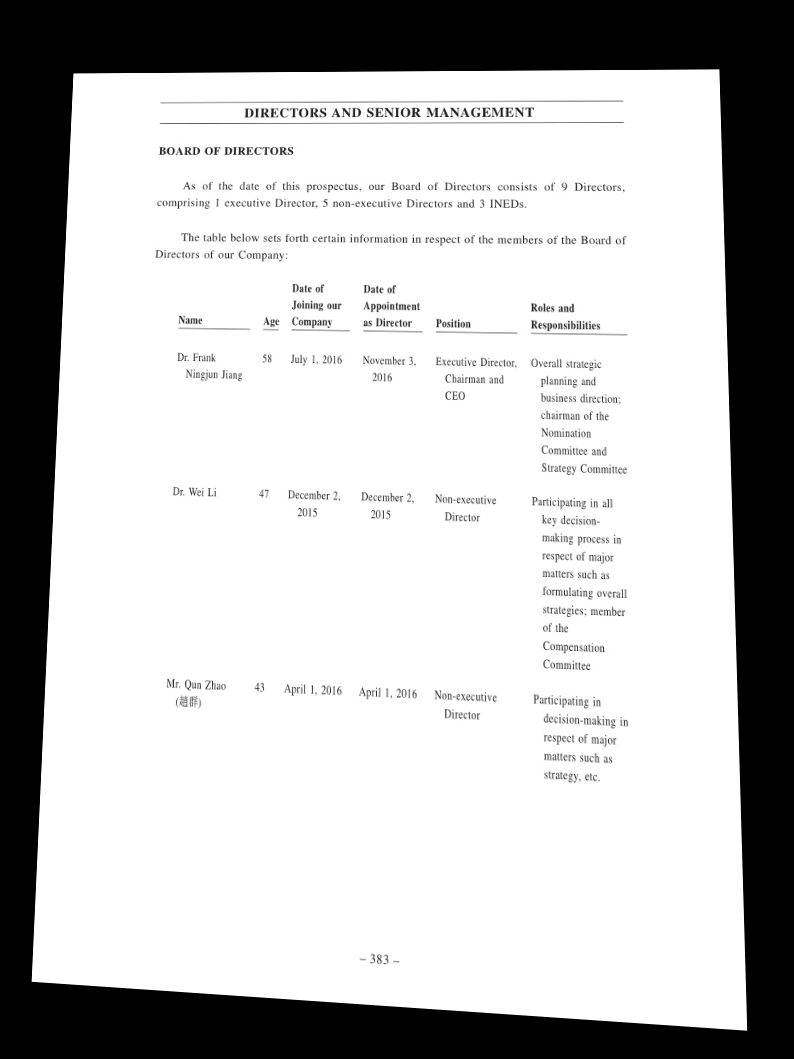 DIRECTORS AND SENIOR MANAGEMENT
BOARD OF DIRECTORS
As of the date of this prospectus, our Board of Directors consists of 9 Directors,
comprising 1 executive Director, 5 non-executive Directors and 3 INEDs.
The table below sets forth certain information in respect of the members of the Board of
Directors of our Company:
Name
Age
Date of
Joining our
Company
Date of
Appointment
as Director
Position
Roles and
Responsibilities
Dr. Frank
Ningjun Jiang
58
July 1, 2016
November 3,
2016
Executive Director,
Chairman and
CEO
Overall strategic
planning and
business direction;
chairman of the
Nomination
Committee and
Strategy Committee
Dr. Wei Li
47
December 2,
2015
December 2,
2015
Non-executive
Director
Participating in all
key decision-
making process in
respect of major
matters such as
formulating overall
strategies; member
of the
Compensation
Committee
Mr. Qun Zhao
(趙群)
43
April 1, 2016
April 1, 2016
Non-executive
Director
Participating in
decision-making in
respect of major
matters such as
strategy, etc.
– 383 –